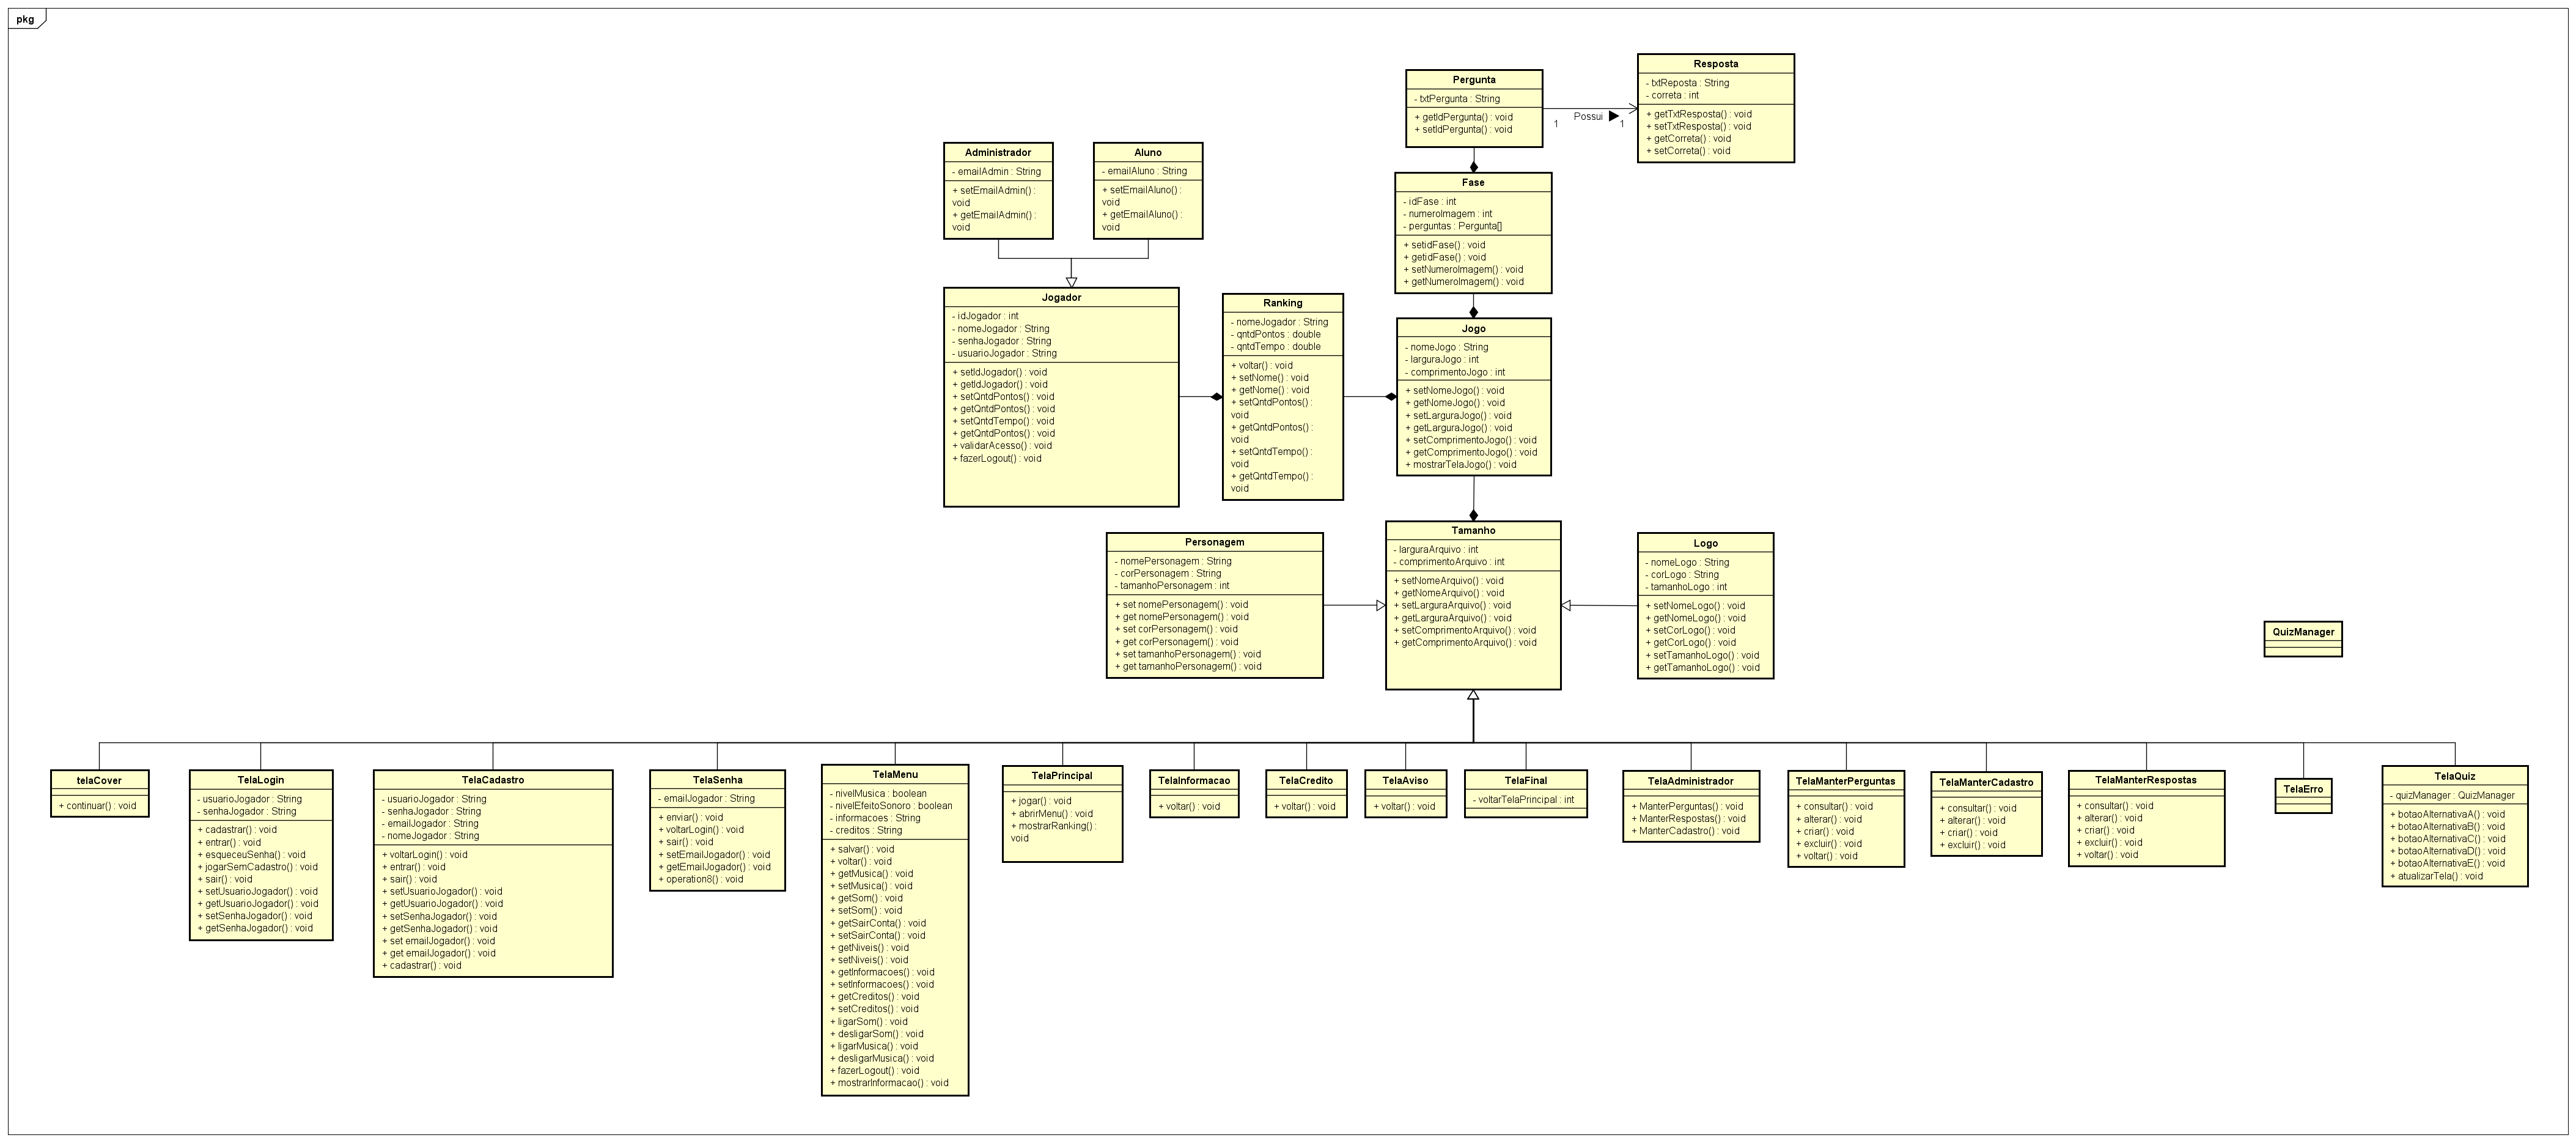 pkg
Resposta
- txtReposta : String
- correta : int
+ getTxtResposta() : void
+ setTxtResposta() : void
+ getCorreta() : void
+ setCorreta() : void
Pergunta
- txtPergunta : String
+ getIdPergunta() : void
+ setIdPergunta() : void
Possui
1
1
Administrador
- emailAdmin : String
+ setEmailAdmin() :
void
+ getEmailAdmin() :
void
Aluno
- emailAluno : String
+ setEmailAluno() :
void
+ getEmailAluno() :
void
Fase
- idFase : int
- numeroImagem : int
- perguntas : Pergunta[]
+ setidFase() : void
+ getidFase() : void
+ setNumeroImagem() : void
+ getNumeroImagem() : void
Jogador
- idJogador : int
- nomeJogador : String
- senhaJogador : String
- usuarioJogador : String
+ setIdJogador() : void
+ getIdJogador() : void
+ setQntdPontos() : void
+ getQntdPontos() : void
+ setQntdTempo() : void
+ getQntdPontos() : void
+ validarAcesso() : void
+ fazerLogout() : void
Ranking
- nomeJogador : String
- qntdPontos : double
- qntdTempo : double
+ voltar() : void
+ setNome() : void
+ getNome() : void
+ setQntdPontos() :
void
+ getQntdPontos() :
void
+ setQntdTempo() :
void
+ getQntdTempo() :
void
Jogo
- nomeJogo : String
- larguraJogo : int
- comprimentoJogo : int
+ setNomeJogo() : void
+ getNomeJogo() : void
+ setLarguraJogo() : void
+ getLarguraJogo() : void
+ setComprimentoJogo() : void
+ getComprimentoJogo() : void
+ mostrarTelaJogo() : void
Personagem
- nomePersonagem : String
- corPersonagem : String
- tamanhoPersonagem : int
+ set nomePersonagem() : void
+ get nomePersonagem() : void
+ set corPersonagem() : void
+ get corPersonagem() : void
+ set tamanhoPersonagem() : void
+ get tamanhoPersonagem() : void
Tamanho
- larguraArquivo : int
- comprimentoArquivo : int
+ setNomeArquivo() : void
+ getNomeArquivo() : void
+ setLarguraArquivo() : void
+ getLarguraArquivo() : void
+ setComprimentoArquivo() : void
+ getComprimentoArquivo() : void
Logo
- nomeLogo : String
- corLogo : String
- tamanhoLogo : int
+ setNomeLogo() : void
+ getNomeLogo() : void
+ setCorLogo() : void
+ getCorLogo() : void
+ setTamanhoLogo() : void
+ getTamanhoLogo() : void
QuizManager
telaCover
+ continuar() : void
TelaLogin
- usuarioJogador : String
- senhaJogador : String
+ cadastrar() : void
+ entrar() : void
+ esqueceuSenha() : void
+ jogarSemCadastro() : void
+ sair() : void
+ setUsuarioJogador() : void
+ getUsuarioJogador() : void
+ setSenhaJogador() : void
+ getSenhaJogador() : void
TelaCadastro
- usuarioJogador : String
- senhaJogador : String
- emailJogador : String
- nomeJogador : String
+ voltarLogin() : void
+ entrar() : void
+ sair() : void
+ setUsuarioJogador() : void
+ getUsuarioJogador() : void
+ setSenhaJogador() : void
+ getSenhaJogador() : void
+ set emailJogador() : void
+ get emailJogador() : void
+ cadastrar() : void
TelaSenha
- emailJogador : String
+ enviar() : void
+ voltarLogin() : void
+ sair() : void
+ setEmailJogador() : void
+ getEmailJogador() : void
+ operation8() : void
TelaMenu
- nivelMusica : boolean
- nivelEfeitoSonoro : boolean
- informacoes : String
- creditos : String
+ salvar() : void
+ voltar() : void
+ getMusica() : void
+ setMusica() : void
+ getSom() : void
+ setSom() : void
+ getSairConta() : void
+ setSairConta() : void
+ getNiveis() : void
+ setNiveis() : void
+ getInformacoes() : void
+ setInformacoes() : void
+ getCreditos() : void
+ setCreditos() : void
+ ligarSom() : void
+ desligarSom() : void
+ ligarMusica() : void
+ desligarMusica() : void
+ fazerLogout() : void
+ mostrarInformacao() : void
TelaPrincipal
+ jogar() : void
+ abrirMenu() : void
+ mostrarRanking() :
void
TelaInformacao
+ voltar() : void
TelaCredito
+ voltar() : void
TelaAviso
+ voltar() : void
TelaFinal
- voltarTelaPrincipal : int
TelaAdministrador
+ ManterPerguntas() : void
+ ManterRespostas() : void
+ ManterCadastro() : void
TelaManterPerguntas
+ consultar() : void
+ alterar() : void
+ criar() : void
+ excluir() : void
+ voltar() : void
TelaManterCadastro
+ consultar() : void
+ alterar() : void
+ criar() : void
+ excluir() : void
TelaManterRespostas
+ consultar() : void
+ alterar() : void
+ criar() : void
+ excluir() : void
+ voltar() : void
TelaErro
TelaQuiz
- quizManager : QuizManager
+ botaoAlternativaA() : void
+ botaoAlternativaB() : void
+ botaoAlternativaC() : void
+ botaoAlternativaD() : void
+ botaoAlternativaE() : void
+ atualizarTela() : void